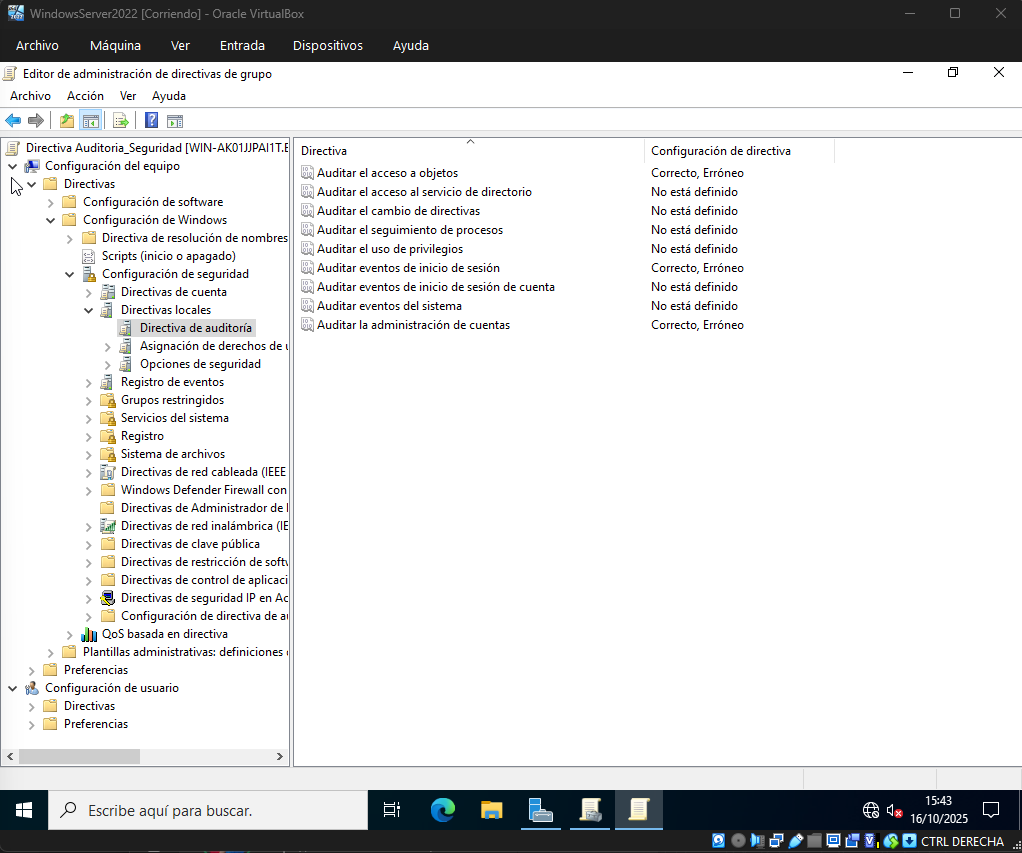 WindowsServer2022 [Corriendo] - Oracle VirtualBox
Archivo Máquina Ver Entrada Dispositivos Ayuda
Editor de administración de directivas de grupo
Archivo Acción Ver Ayuda
Directiva Auditoria_Seguridad [WIN-AK01JJPAI1T.E
Configuración del equipo
Directivas
Configuración de software
Configuración de Windows
Directiva de resolución de nombres
Scripts (inicio o apagado)
Configuración de seguridad
Directivas de cuenta
Directivas locales
Directiva de auditoría
Asignación de derechos de u
Opciones de seguridad
Registro de eventos
Grupos restringidos
Servicios del sistema
Registro
Sistema de archivos
Directivas de red cableada (IEEE
Windows Defender Firewall con
Directivas de Administrador de l
Directivas de red inalámbrica (IE
Directivas de clave pública
Directivas de restricción de softw
Directivas de control de aplicaci
Directivas de seguridad IP en Ac
Configuración de directiva de au
QoS basada en directiva
Plantillas administrativas: definiciones
Preferencias
Configuración de usuario
Directivas
Preferencias
Directiva Configuración de directiva
Auditar el acceso a objetos Correcto, Erróneo
Auditar el acceso al servicio de directorio No está definido
Auditar el cambio de directivas No está definido
Auditar el seguimiento de procesos No está definido
Auditar el uso de privilegios No está definido
Auditar eventos de inicio de sesión Correcto, Erróneo
Auditar eventos de inicio de sesión de cuenta No está definido
Auditar eventos del sistema No está definido
Auditar la administración de cuentas Correcto, Erróneo
Escribe aquí para buscar.
15:43
16/10/2025
CTRL DERECHA